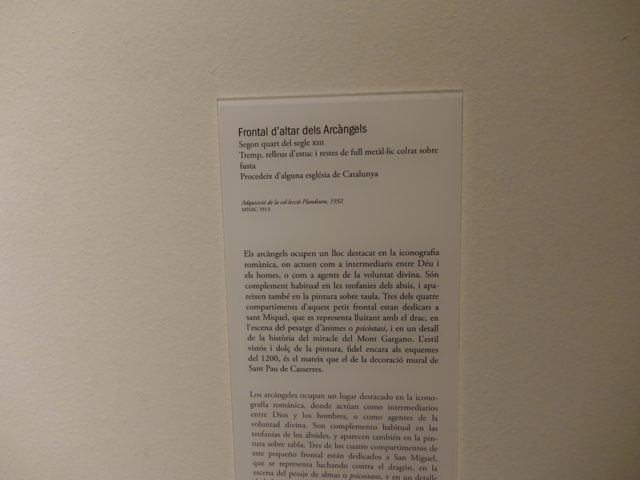 Frontal d'altar dels Arcàngels
Segon quart del segle XIII
Tremp, relleus d'estuc i restes de full metàl·lic colrat sobre
fusta
Procedeix d'alguna església de Catalunya
Adquisició de la col·lecció Plandiura, 1932
MNAC 3913
Els arcàngels ocupen un lloc destacat en la iconografia
romànica, on actuen com a intermediaris entre Déu i
els homes, o com a agents de la voluntat divina. Són
complement habitual en les teofanies dels absis, i apa-
reixen també en la pintura sobre taula. Tres dels quatre
compartiments d'aquest petit frontal estan dedicats a
sant Miquel, que es representa lluitant amb el drac, en
l'escena del pesatge d'ànimes o psicòstasi, i en un detall
de la història del miracle del Mont Gargano. L'estil
vistós i dolç de la pintura, fidel encara als esquemes
del 1200, és el mateix que el de la decoració mural de
Sant Pau de Casserres.
Los arcángeles ocupan un lugar destacado en la icono-
grafía románica, donde actúan como intermediarios
entre Dios y los hombres, o como agentes de la
voluntad divina. Son complemento habitual en las
teofanías de los ábsides, y aparecen también en la pin-
tura sobre tabla. Tres de los cuatro compartimentos de
este pequeño frontal están dedicados a San Miguel,
que se representa luchando contra el dragón, en la
escena del pesaje de almas o psicostasis, y en un detalle